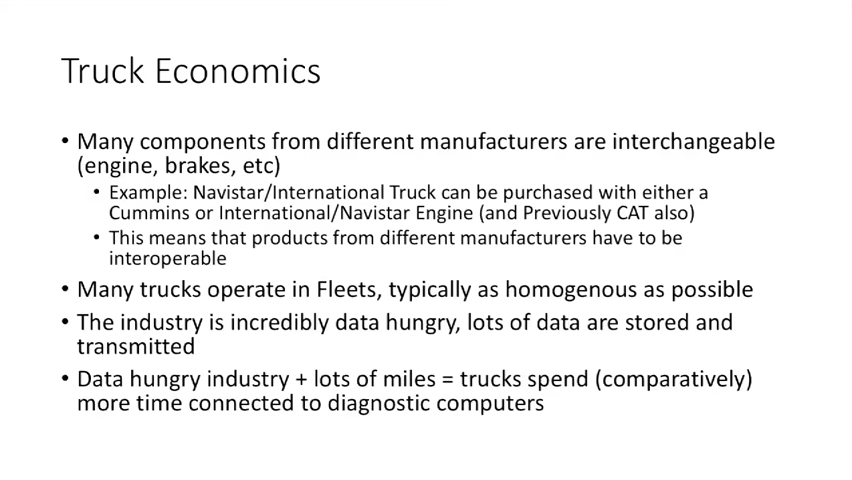 Truck Economics
• Many components from different manufacturers are interchangeable
(engine, brakes, etc)
• Example: Navistar/International Truck can be purchased with either a
Cummins or International/Navistar Engine (and Previously CAT also)
• This means that products from different manufacturers have to be
interoperable
• Many trucks operate in Fleets, typically as homogenous as possible
• The industry is incredibly data hungry, lots of data are stored and
transmitted
• Data hungry industry + lots of miles = trucks spend (comparatively)
more time connected to diagnostic computers